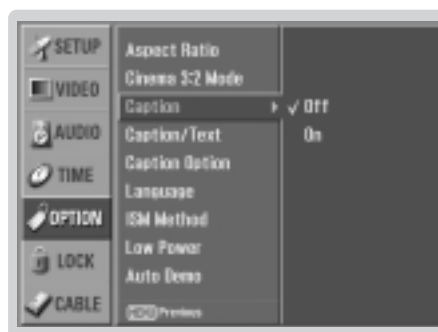 SETUP
VIDEO
AUDIO
TIME
OPTION
LOCK
CABLE
Aspect Ratio
Cinema 3:2 Mode
Caption
Caption/Text
Caption Option
Language
ISM Method
Low Power
Auto Demo
Previous
Off
On